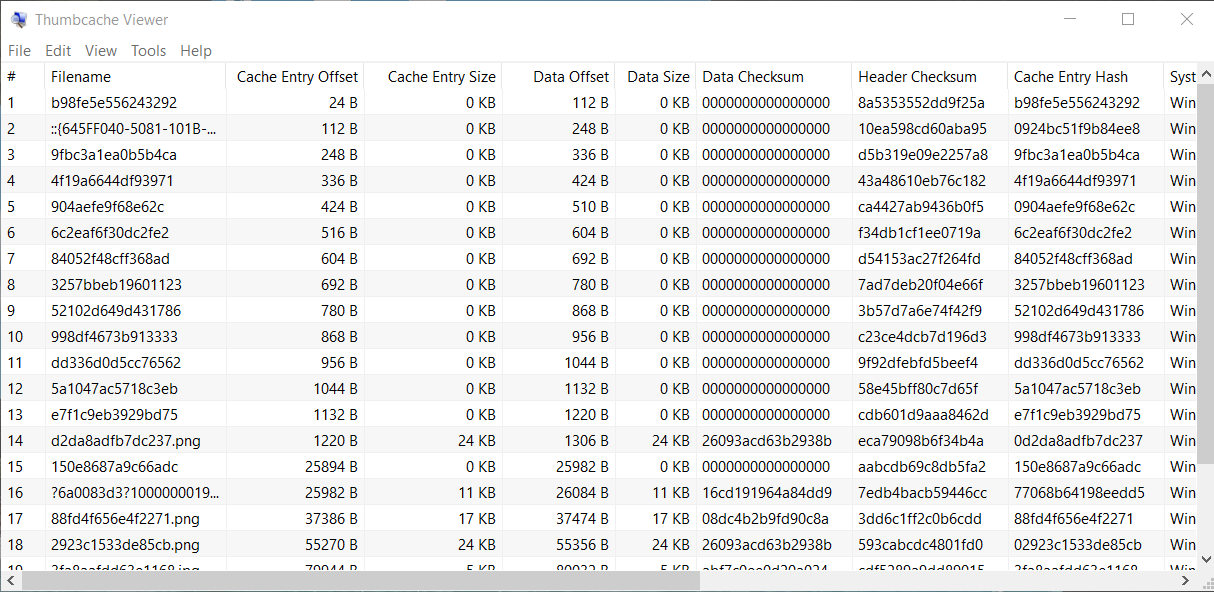 Thumbcache Viewer
File Edit View Tools Help
# Filename Cache Entry Offset Cache Entry Size Data Offset Data Size Data Checksum Header Checksum Cache Entry Hash Syst
1 b98fe5e556243292 24 B 0 KB 112 B 0 KB 0000000000000000 8a5353552dd9f25a b98fe5e556243292 Win
2 ::{645FF040-5081-101B-... 112 B 0 KB 248 B 0 KB 0000000000000000 10ea598cd60aba95 0924bc51f9b84ee8 Win
3 9fbc3a1ea0b5b4ca 248 B 0 KB 336 B 0 KB 0000000000000000 d5b319e09e2257a8 9fbc3a1ea0b5b4ca Win
4 4f19a6644df93971 336 B 0 KB 424 B 0 KB 0000000000000000 43a48610eb76c182 4f19a6644df93971 Win
5 904aefe9f68e62c 424 B 0 KB 510 B 0 KB 0000000000000000 ca4427ab9436b0f5 0904aefe9f68e62c Win
6 6c2eaf6f30dc2fe2 516 B 0 KB 604 B 0 KB 0000000000000000 f34db1cf1ee0719a 6c2eaf6f30dc2fe2 Win
7 84052f48cff368ad 604 B 0 KB 692 B 0 KB 0000000000000000 d54153ac27f264fd 84052f48cff368ad Win
8 3257bbeb19601123 692 B 0 KB 780 B 0 KB 0000000000000000 7ad7deb20f04e66f 3257bbeb19601123 Win
9 52102d649d431786 780 B 0 KB 868 B 0 KB 0000000000000000 3b57d7a6e74f42f9 52102d649d431786 Win
10 998df4673b913333 868 B 0 KB 956 B 0 KB 0000000000000000 c23ce4dcb7d196d3 998df4673b913333 Win
11 dd336d0d5cc76562 956 B 0 KB 1044 B 0 KB 0000000000000000 9f92dfebfd5beef4 dd336d0d5cc76562 Win
12 5a1047ac5718c3eb 1044 B 0 KB 1132 B 0 KB 0000000000000000 58e45bff80c7d65f 5a1047ac5718c3eb Win
13 e7f1c9eb3929bd75 1132 B 0 KB 1220 B 0 KB 0000000000000000 cdb601d9aaa8462d e7f1c9eb3929bd75 Win
14 d2da8adfb7dc237.png 1220 B 24 KB 1306 B 24 KB 26093acd63b2938b eca79098b6f34b4a 0d2da8adfb7dc237 Win
15 150e8687a9c66adc 25894 B 0 KB 25982 B 0 KB 0000000000000000 aabcdb69c8db5fa2 150e8687a9c66adc Win
16 ?6a0083d3?1000000019... 25982 B 11 KB 26084 B 11 KB 16cd191964a84dd9 7edb4bacb59446cc 77068b64198eedd5 Win
17 88fd4f656e4f2271.png 37386 B 17 KB 37474 B 17 KB 08dc4b2b9fd90c8a 3dd6c1ff2c0b6cdd 88fd4f656e4f2271 Win
18 2923c1533de85cb.png 55270 B 24 KB 55356 B 24 KB 26093acd63b2938b 593cabcdc4801fd0 02923c1533de85cb Win